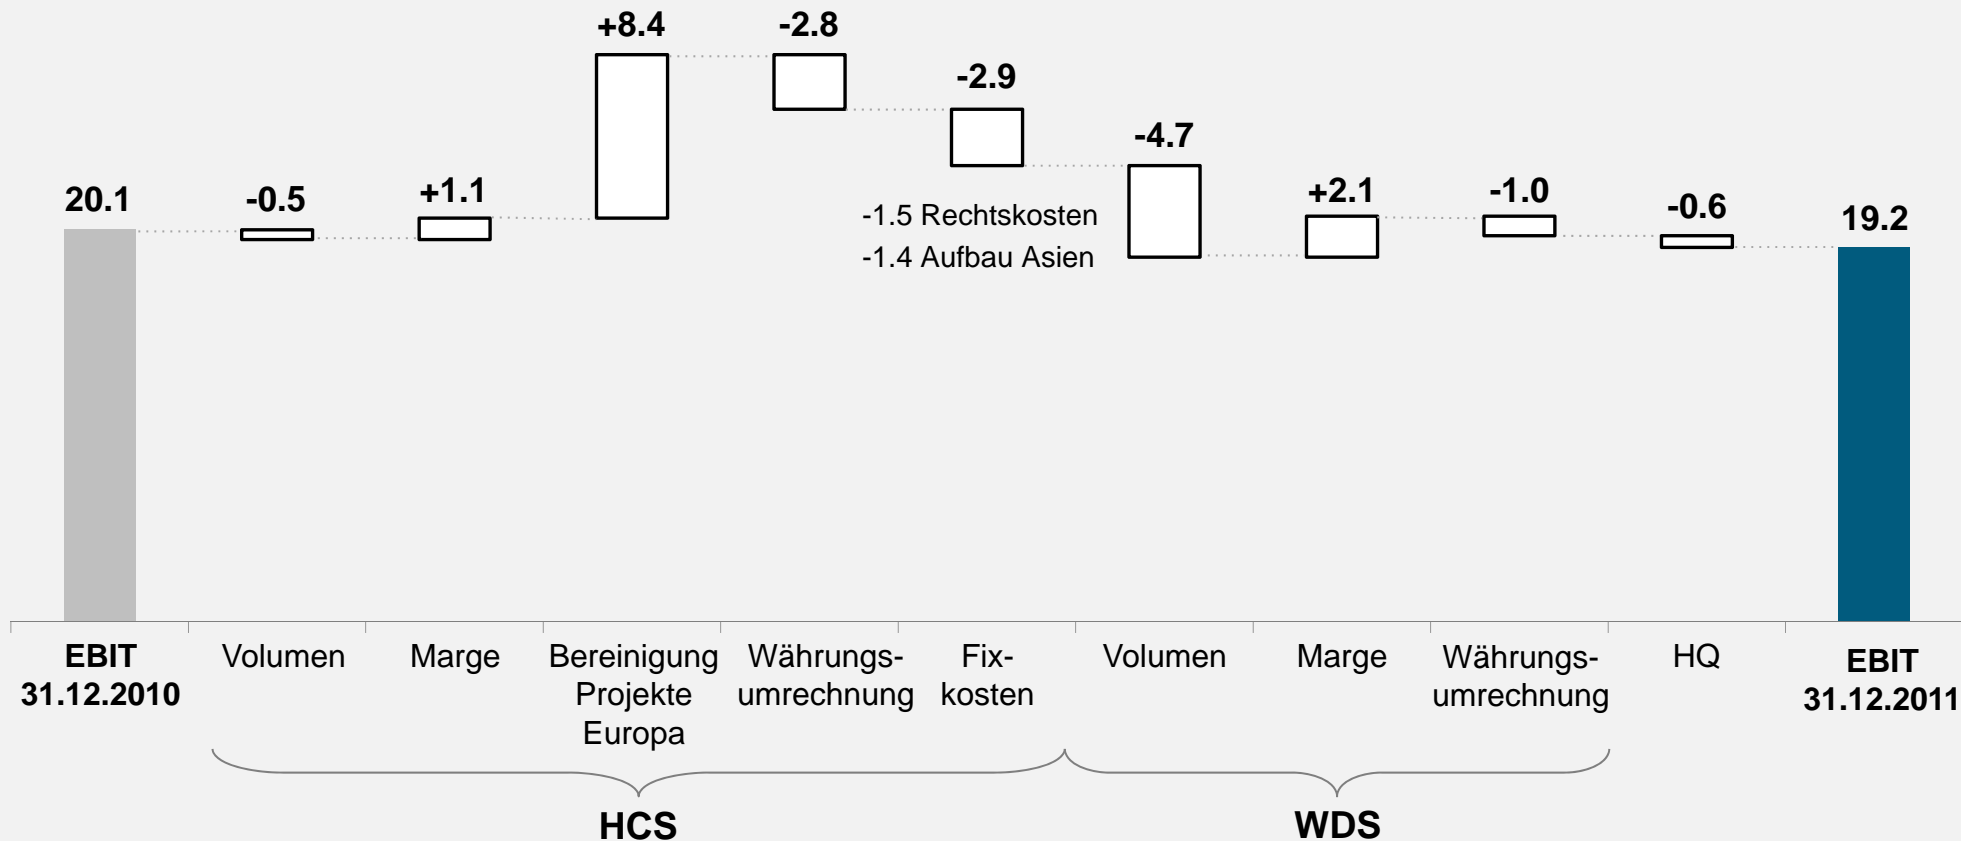 +8.4
-2.8
-2.9
-4.7
20.1
-0.5
+1.1
-1.5 Rechtskosten
-1.4 Aufbau Asien
+2.1
-1.0
-0.6
19.2
EBIT
31.12.2010
Volumen
Marge
Bereinigung
Projekte
Europa
Währungs-
umrechnung
Fix-
kosten
Volumen
Marge
Währungs-
umrechnung
HQ
EBIT
31.12.2011
HCS
WDS